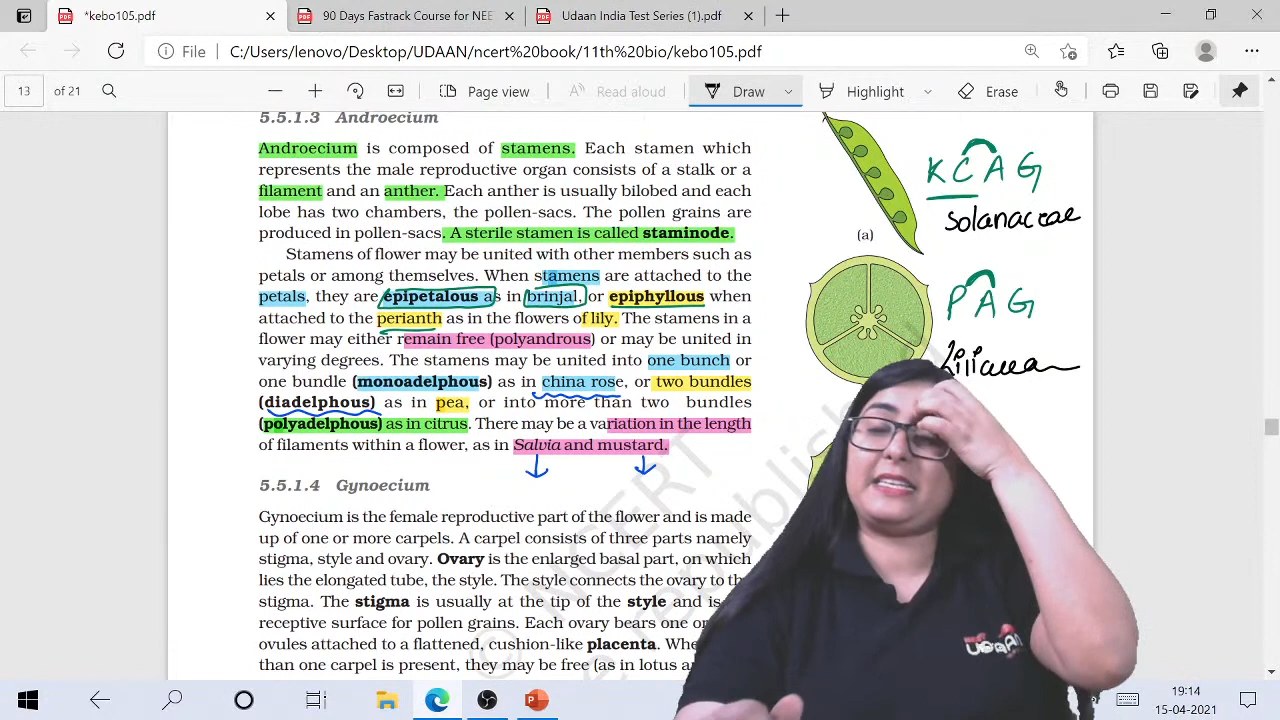 *kebo105.pdf
90 Days Fastrack Course for NEE
Udaan India Test Series (1).pdf
File
C:/Users/lenovo/Desktop/UDAAN/ncert%20book/11th%20bio/kebo105.pdf
13 of 21
Page view
Read aloud
Draw
Highlight
Erase
5.5.1.3 Androecium
Androecium is composed of stamens. Each stamen which
represents the male reproductive organ consists of a stalk or a
filament and an anther. Each anther is usually bilobed and each
lobe has two chambers, the pollen-sacs. The pollen grains are
produced in pollen-sacs. A sterile stamen is called staminode.
Stamens of flower may be united with other members such as
petals or among themselves. When stamens are attached to the
petals, they are epipetalous as in brinjal, or epiphyllous when
attached to the perianth as in the flowers of lily. The stamens in a
flower may either remain free (polyandrous) or may be united in
varying degrees. The stamens may be united into one bunch or
one bundle (monoadelphous) as in china rose, or two bundles
(diadelphous) as in pea, or into more than two bundles
(polyadelphous) as in citrus. There may be a variation in the length
of filaments within a flower, as in Salvia and mustard.
5.5.1.4 Gynoecium
Gynoecium is the female reproductive part of the flower and is made
up of one or more carpels. A carpel consists of three parts namely
stigma, style and ovary. Ovary is the enlarged basal part, on which
lies the elongated tube, the style. The style connects the ovary to
stigma. The stigma is usually at the tip of the style and is
receptive surface for pollen grains. Each ovary bears one or
ovules attached to a flattened, cushion-like placenta.
than one carpel is present, they may be free (as in lotus
K C A G
Solanaceae
(a)
P A G
© NCERT
UDAAN
19:14
15-04-2021